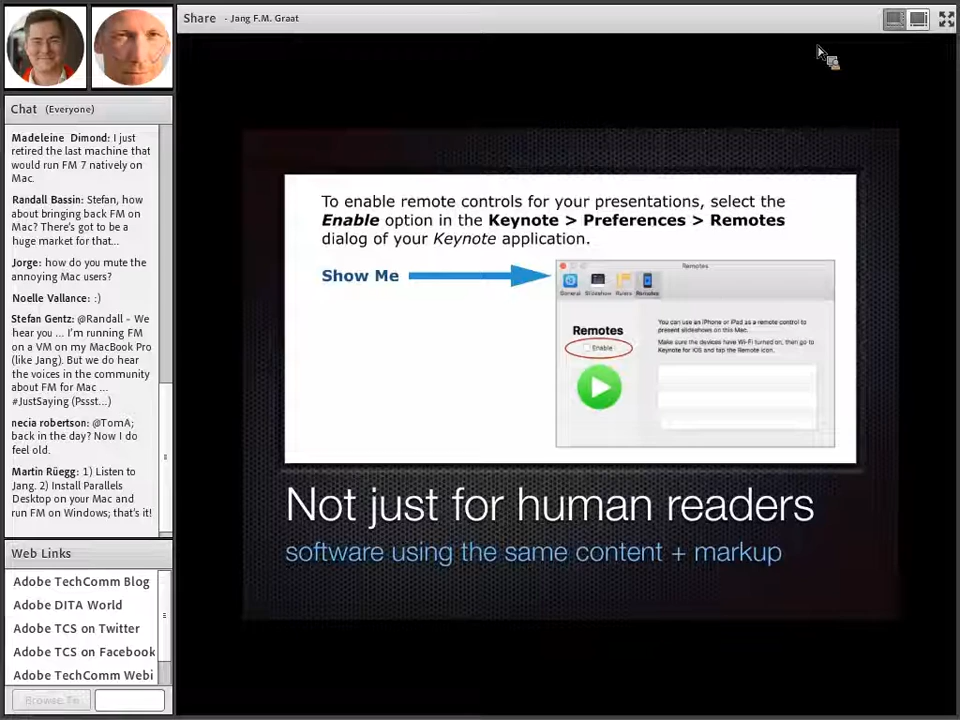 Share - Jang F.M. Graat
Chat (Everyone)
Madeleine Dimond: I just
retired the last machine that
would run FM 7 natively on
Mac.
Randall Bassin: Stefan, how
about bringing back FM on
Mac? There's got to be a
huge market for that...
Jorge: how do you mute the
annoying Mac users?
Noelle Vallance: :)
Stefan Gentz: @Randall - We
hear you ... I'm running FM
on a VM on my MacBook Pro
(like Jang). But we do hear
the voices in the community
about FM for Mac ...
#JustSaying (Pssst...)
necia robertson: @TomA;
back in the day? Now I do
feel old.
Martin Rüegg: 1) Listen to
Jang. 2) Install Parallels
Desktop on your Mac and
run FM on Windows; that's it!
Web Links
Adobe TechComm Blog
Adobe DITA World
Adobe TCS on Twitter
Adobe TCS on Facebook
Adobe TechComm Webi
Browse To
To enable remote controls for your presentations, select the
Enable option in the Keynote > Preferences > Remotes
dialog of your Keynote application.
Show Me
Remotes
General Slideshow Rulers Remotes
Remotes
Enable
You can use an iPhone or iPad as a remote control to
present slideshows on this Mac.
Make sure the devices have Wi-Fi turned on, then go to
Keynote for iOS and tap the Remote icon.
Not just for human readers
software using the same content + markup